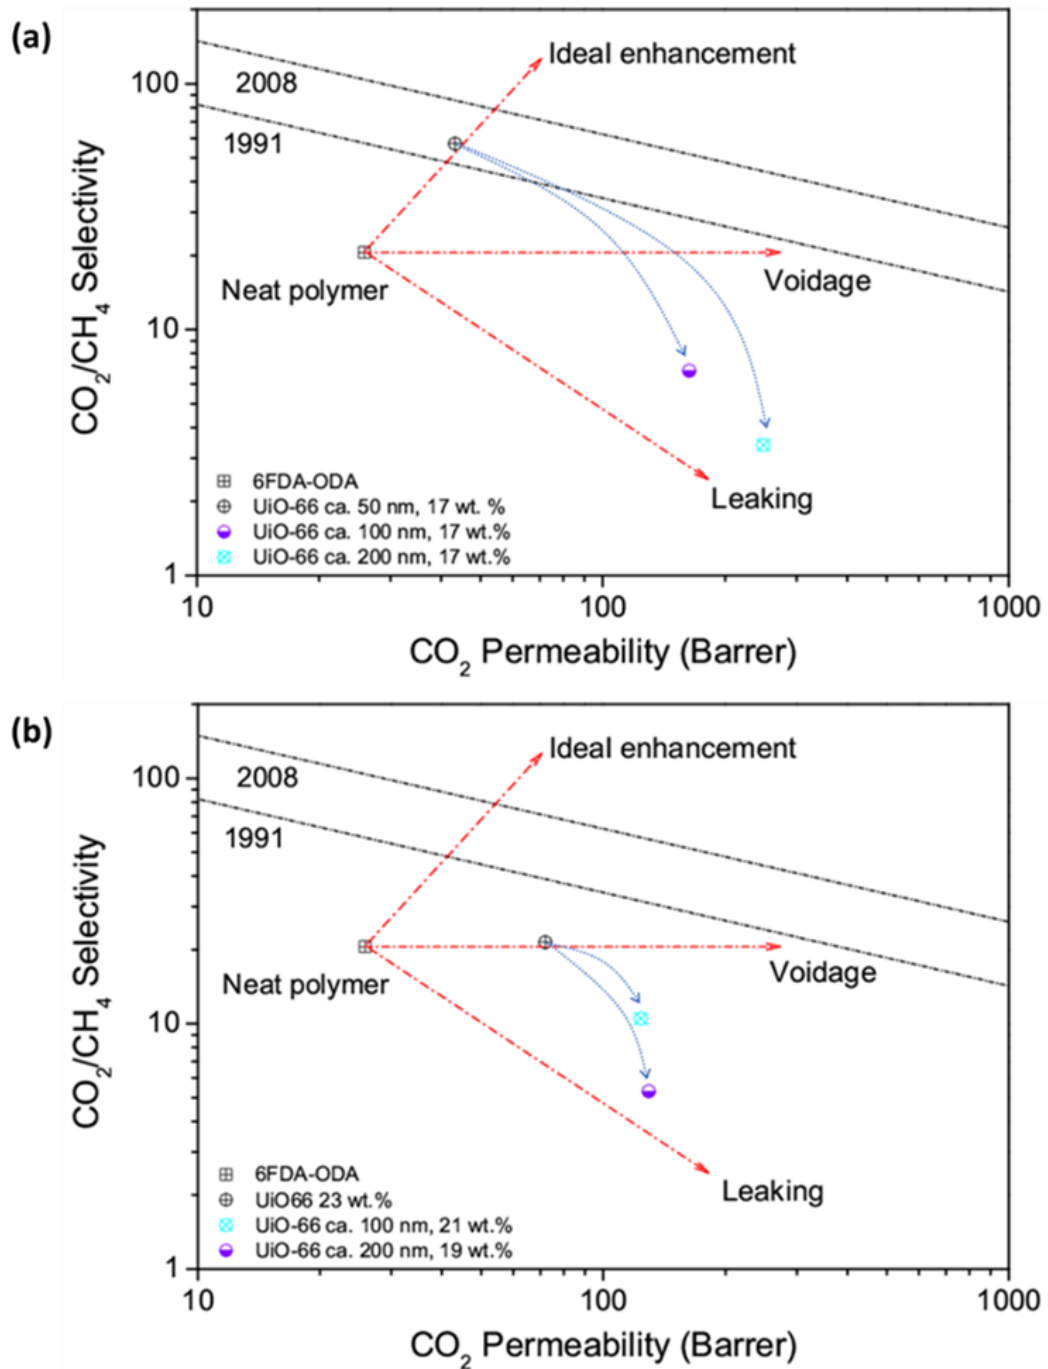 (a)
Ideal enhancement
100
2008
1991
CO₂/CH₄ Selectivity
Neat polymer
Voidage
10
Leaking
6FDA-ODA
UiO-66 ca. 50 nm, 17 wt. %
UiO-66 ca. 100 nm, 17 wt.%
UiO-66 ca. 200 nm, 17 wt.%
1
10
100
1000
CO₂ Permeability (Barrer)
(b)
Ideal enhancement
100
2008
1991
CO₂/CH₄ Selectivity
Neat polymer
Voidage
10
Leaking
6FDA-ODA
UiO66 23 wt.%
UiO-66 ca. 100 nm, 21 wt.%
UiO-66 ca. 200 nm, 19 wt.%
1
10
100
1000
CO₂ Permeability (Barrer)